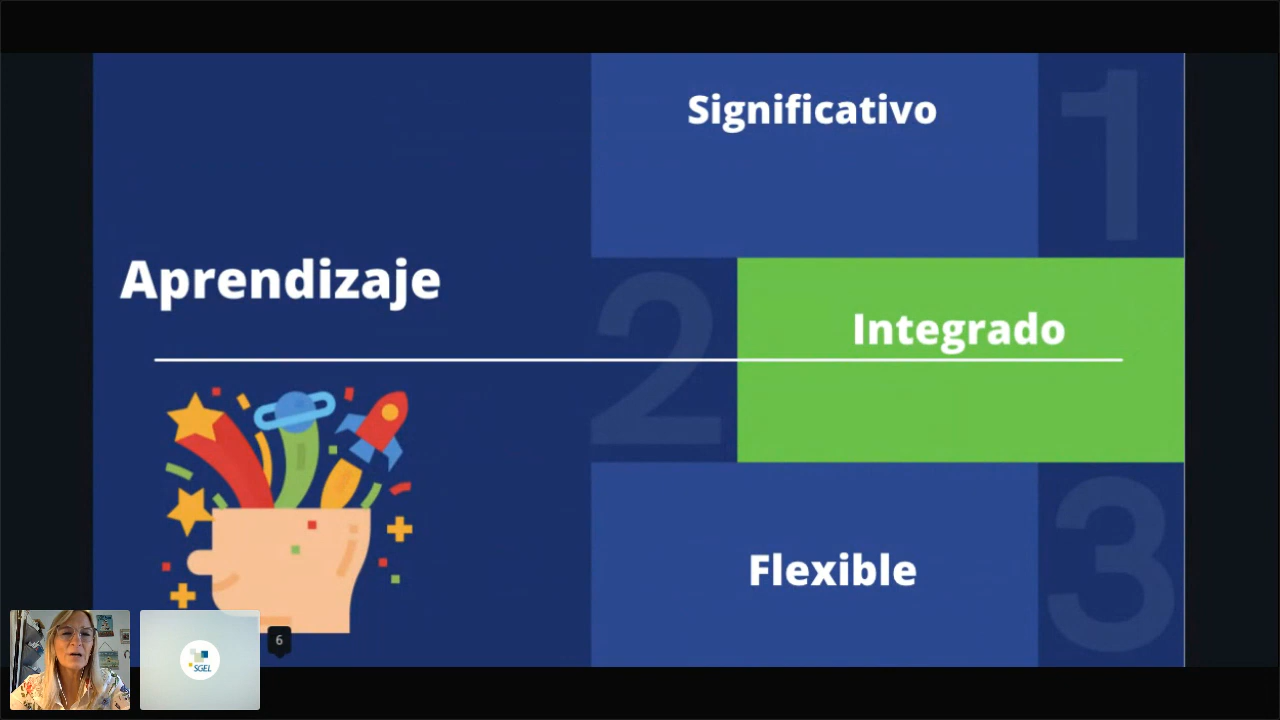 Aprendizaje
1
Significativo
2
Integrado
3
Flexible
6
SGEL